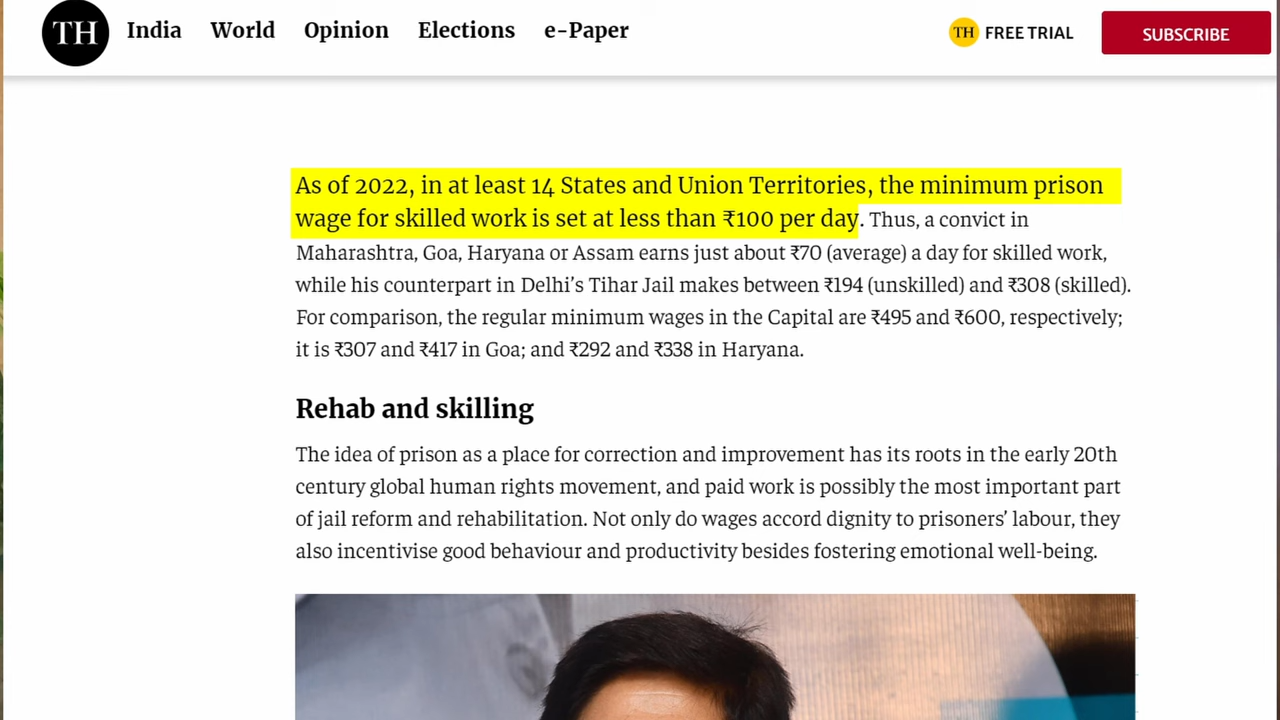 TH India World Opinion Elections e-Paper TH FREE TRIAL SUBSCRIBE
As of 2022, in at least 14 States and Union Territories, the minimum prison
wage for skilled work is set at less than ₹100 per day. Thus, a convict in
Maharashtra, Goa, Haryana or Assam earns just about ₹70 (average) a day for skilled work,
while his counterpart in Delhi’s Tihar Jail makes between ₹194 (unskilled) and ₹308 (skilled).
For comparison, the regular minimum wages in the Capital are ₹495 and ₹600, respectively;
it is ₹307 and ₹417 in Goa; and ₹292 and ₹338 in Haryana.
Rehab and skilling
The idea of prison as a place for correction and improvement has its roots in the early 20th
century global human rights movement, and paid work is possibly the most important part
of jail reform and rehabilitation. Not only do wages accord dignity to prisoners’ labour, they
also incentivise good behaviour and productivity besides fostering emotional well-being.